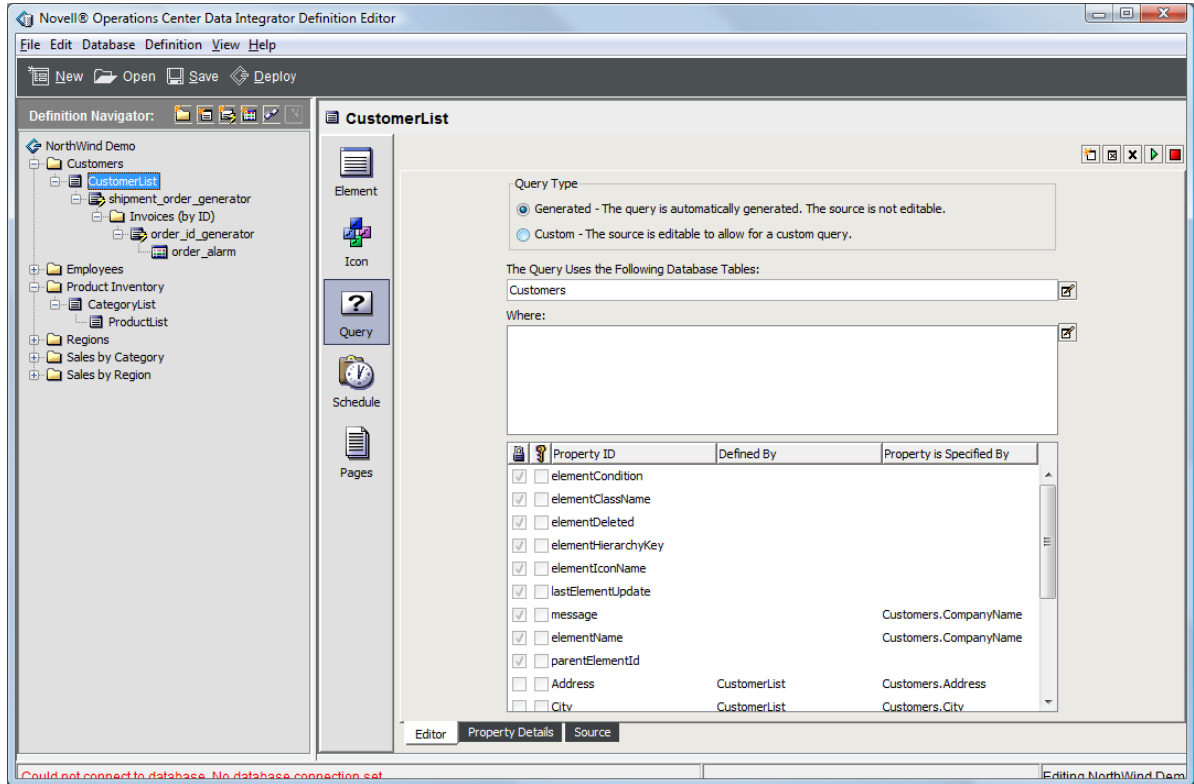 Novell® Operations Center Data Integrator Definition Editor
File Edit Database Definition View Help
New Open Save Deploy
Definition Navigator:
NorthWind Demo
Customers
CustomerList
shipment_order_generator
Invoices (by ID)
order_id_generator
order_alarm
Employees
Product Inventory
CategoryList
ProductList
Regions
Sales by Category
Sales by Region
CustomerList
Element
Icon
Query
Schedule
Pages
Query Type
Generated - The query is automatically generated. The source is not editable.
Custom - The source is editable to allow for a custom query.
The Query Uses the Following Database Tables:
Customers
Where:
Property ID Defined By Property is Specified By
elementCondition
elementClassName
elementDeleted
elementHierarchyKey
elementIconName
lastElementUpdate
message Customers.CompanyName
elementName Customers.CompanyName
parentElementId
Address CustomerList Customers.Address
City CustomerList Customers.City
Editor Property Details Source
Could not connect to database. No database connection set. Editing NorthWind Dem